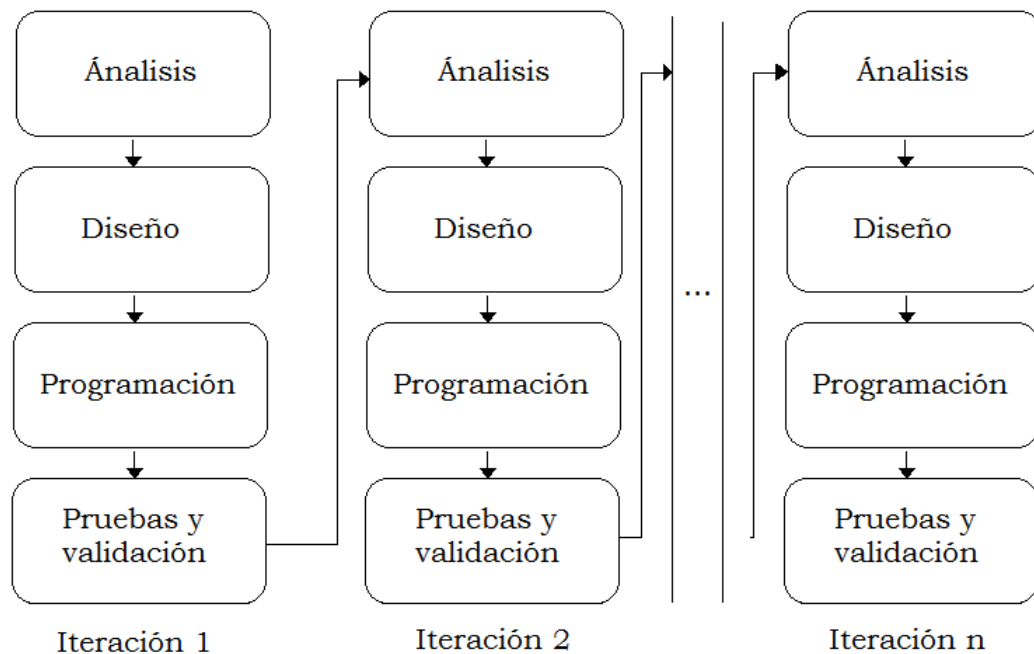 Ánalisis
Diseño
Programación
Pruebas y
validación
Iteración 1
Ánalisis
Diseño
Programación
Pruebas y
validación
Iteración 2
...
Ánalisis
Diseño
Programación
Pruebas y
validación
Iteración n